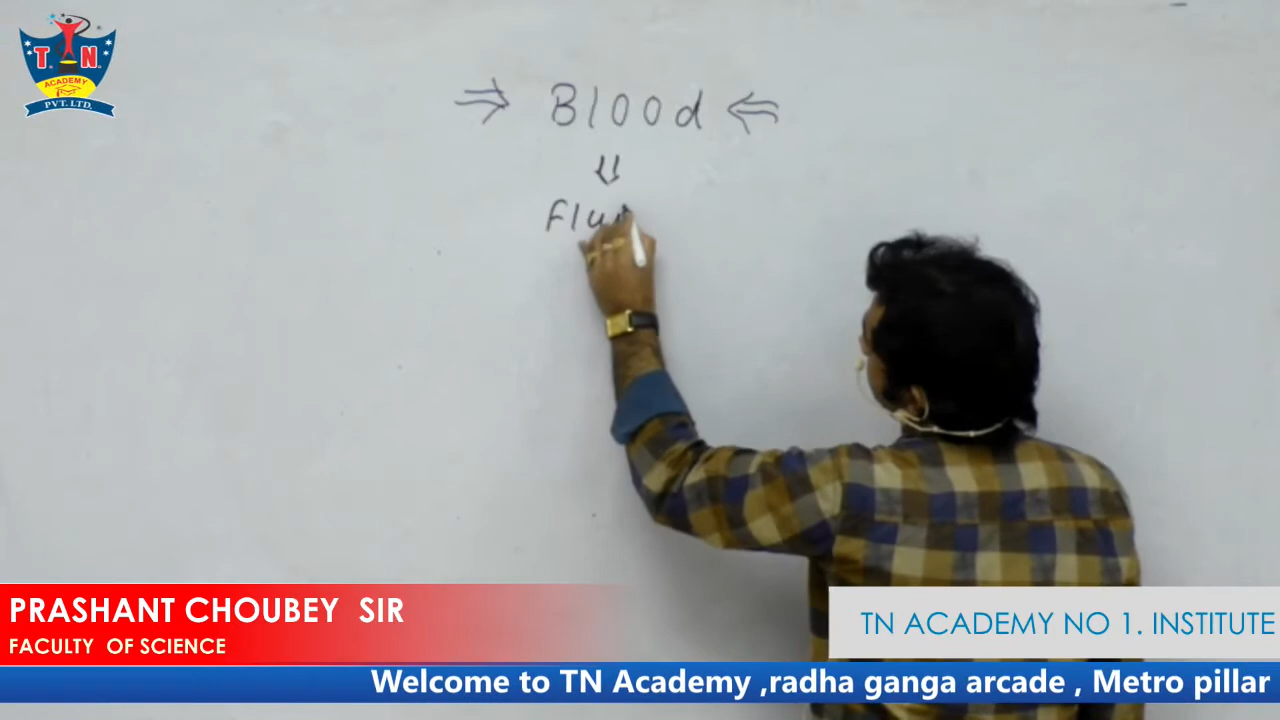 T N
ACADEMY
PVT. LTD.
⇒ Blood ⇐
⇓
PRASHANT CHOUBEY SIR
FACULTY OF SCIENCE
TN ACADEMY NO 1. INSTITUTE
Welcome to TN Academy ,radha ganga arcade , Metro pillar